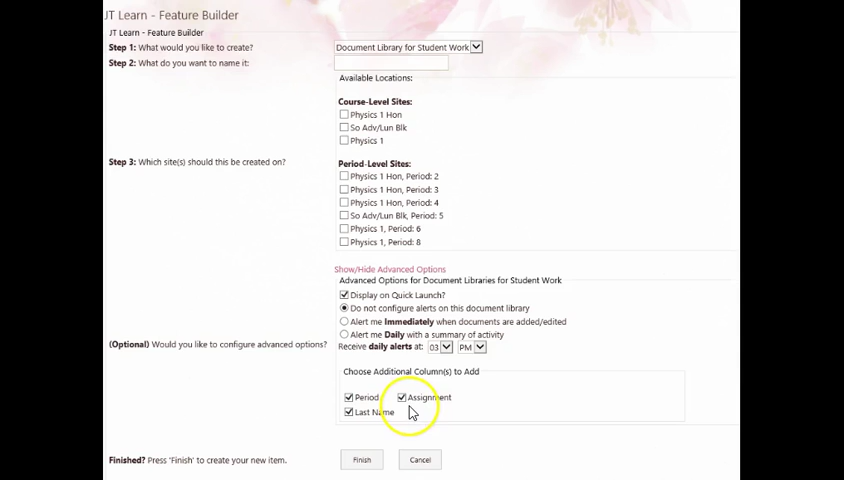 JT Learn - Feature Builder
JT Learn - Feature Builder
Step 1: What would you like to create? Document Library for Student Work
Step 2: What do you want to name it:
Available Locations:
Course-Level Sites:
Physics 1 Hon
So Adv/Lun Blk
Physics 1
Step 3: Which site(s) should this be created on?
Period-Level Sites:
Physics 1 Hon, Period: 2
Physics 1 Hon, Period: 3
Physics 1 Hon, Period: 4
So Adv/Lun Blk, Period: 5
Physics 1, Period: 6
Physics 1, Period: 8
Show/Hide Advanced Options
Advanced Options for Document Libraries for Student Work
Display on Quick Launch?
Do not configure alerts on this document library
Alert me Immediately when documents are added/edited
Alert me Daily with a summary of activity
(Optional) Would you like to configure advanced options? Receive daily alerts at: 03 PM
Choose Additional Column(s) to Add
Period Assignment
Last Name
Finished? Press 'Finish' to create your new item. Finish Cancel